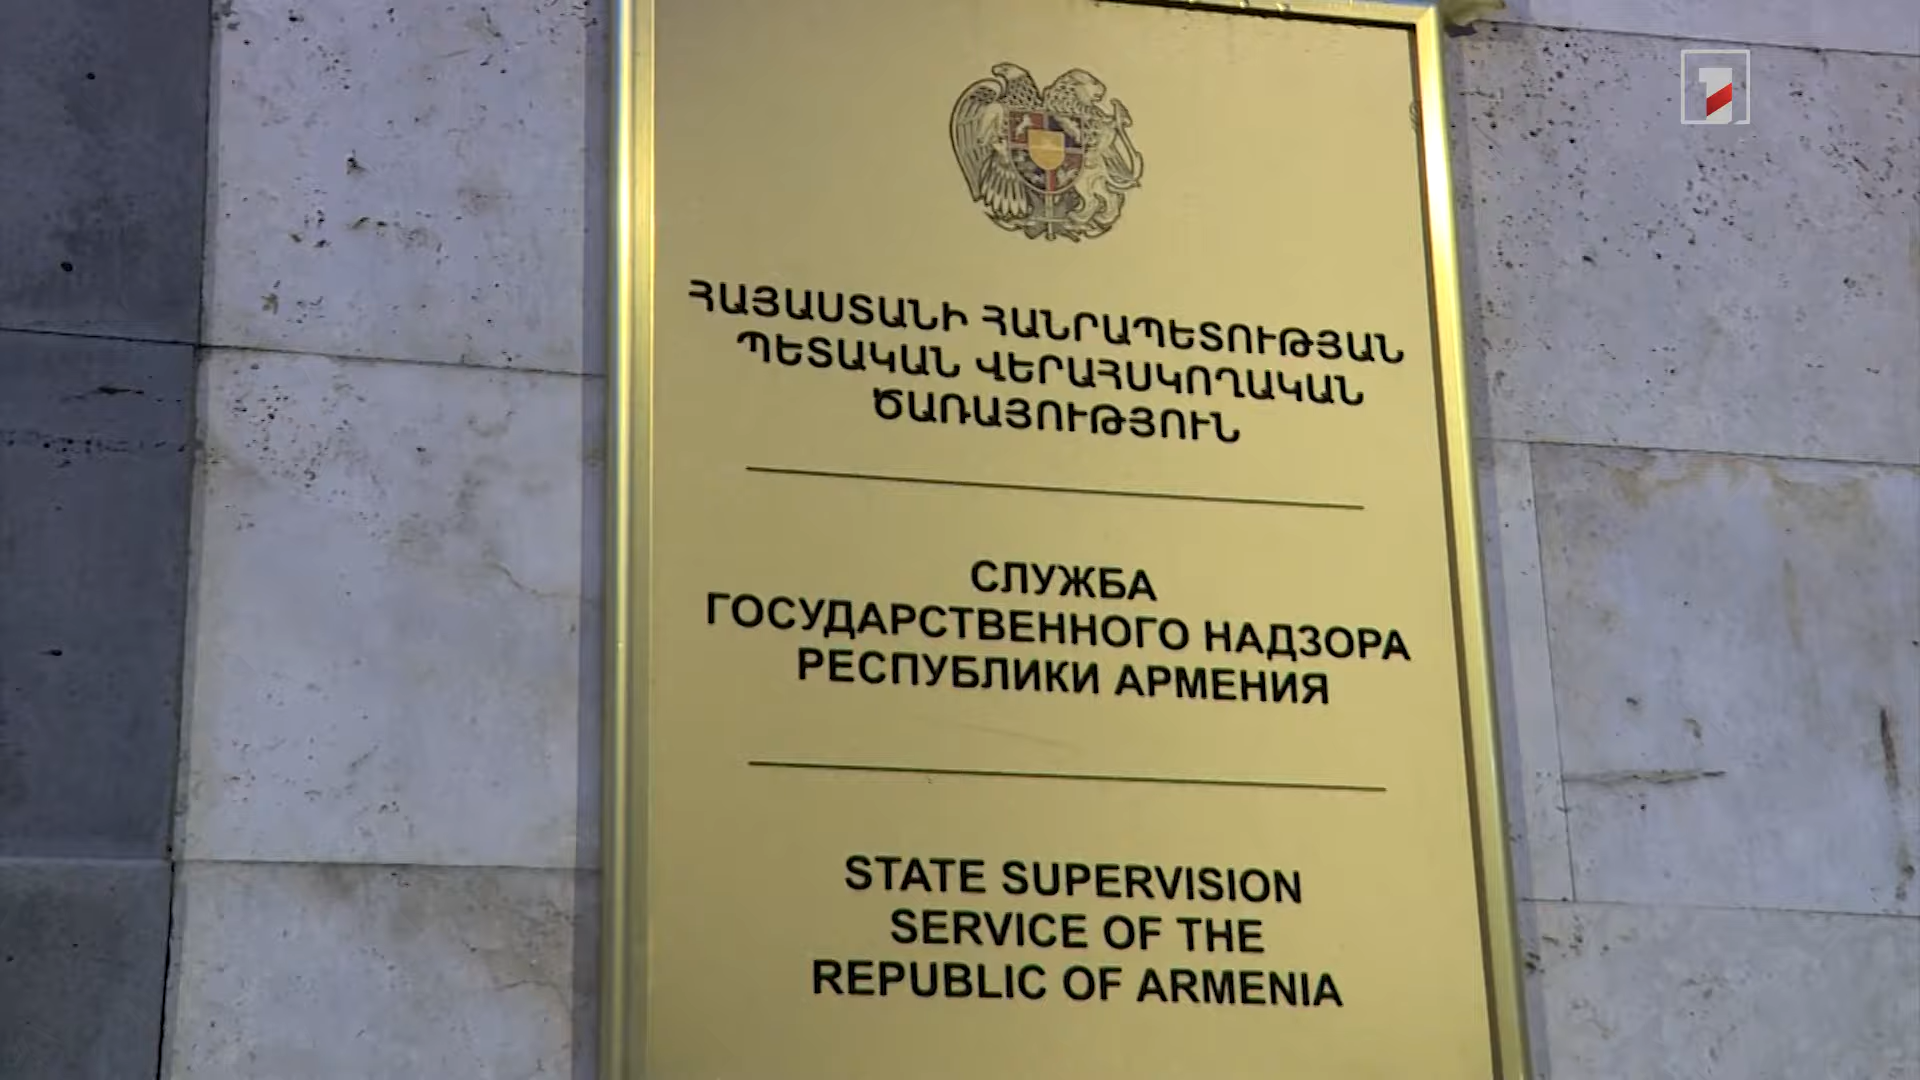 ՀԱՅԱՍՏԱՆԻ ՀԱՆՐԱՊԵՏՈՒԹՅԱՆ
ՊԵՏԱԿԱՆ ՎԵՐԱՀՍԿՈՂԱԿԱՆ
ԾԱՌԱՅՈՒԹՅՈՒՆ
СЛУЖБА
ГОСУДАРСТВЕННОГО НАДЗОРА
РЕСПУБЛИКИ АРМЕНИЯ
STATE SUPERVISION
SERVICE OF THE
REPUBLIC OF ARMENIA